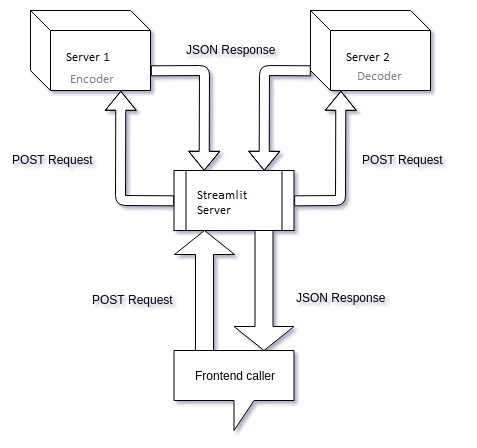 JSON Response
Server 1
Encoder
Server 2
Decoder
POST Request
POST Request
Streamlit
Server
POST Request
JSON Response
Frontend caller